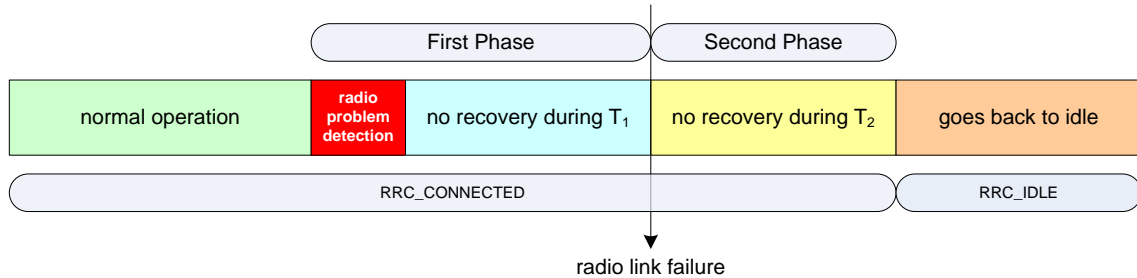 First Phase
Second Phase
normal operation
radio
problem
detection
no recovery during T₁
no recovery during T₂
goes back to idle
RRC_CONNECTED
RRC_IDLE
radio link failure